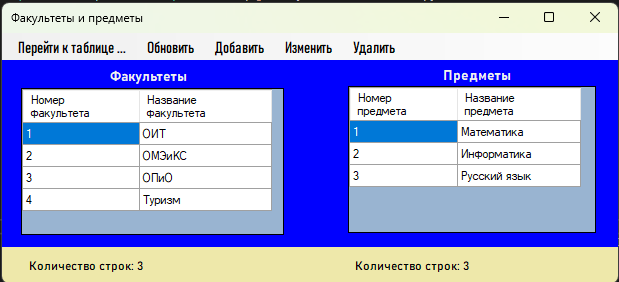 Факультеты и предметы
Перейти к таблице ... Обновить Добавить Изменить Удалить
Факультеты
Номер факультета Название факультета
1 ОИТ
2 ОМЭиКС
3 ОПиО
4 Туризм
Количество строк: 3
Предметы
Номер предмета Название предмета
1 Математика
2 Информатика
3 Русский язык
Количество строк: 3